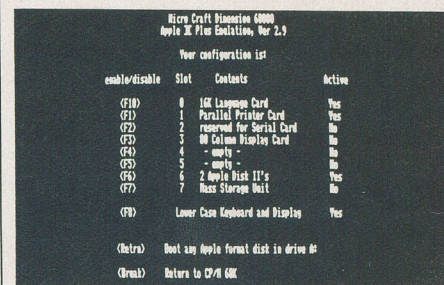 Micro Craft Dimension 68000
Apple ][ Plus Emulation, Ver 2.9
Your configuration is:
enable/disable Slot Contents Active
<F10> 0 16K Language Card Yes
<F1> 1 Parallel Printer Card Yes
<F2> 2 reserved for Serial Card No
<F3> 3 80 Column Display Card No
<F4> 4 - empty - No
<F5> 5 - empty - No
<F6> 6 2 Apple Disk II's Yes
<F7> 7 Mass Storage Unit No
<F8> Lower Case Keyboard and Display Yes
<Retrn> Boot any Apple format disk in drive A:
<Break> Return to CP/M 68K